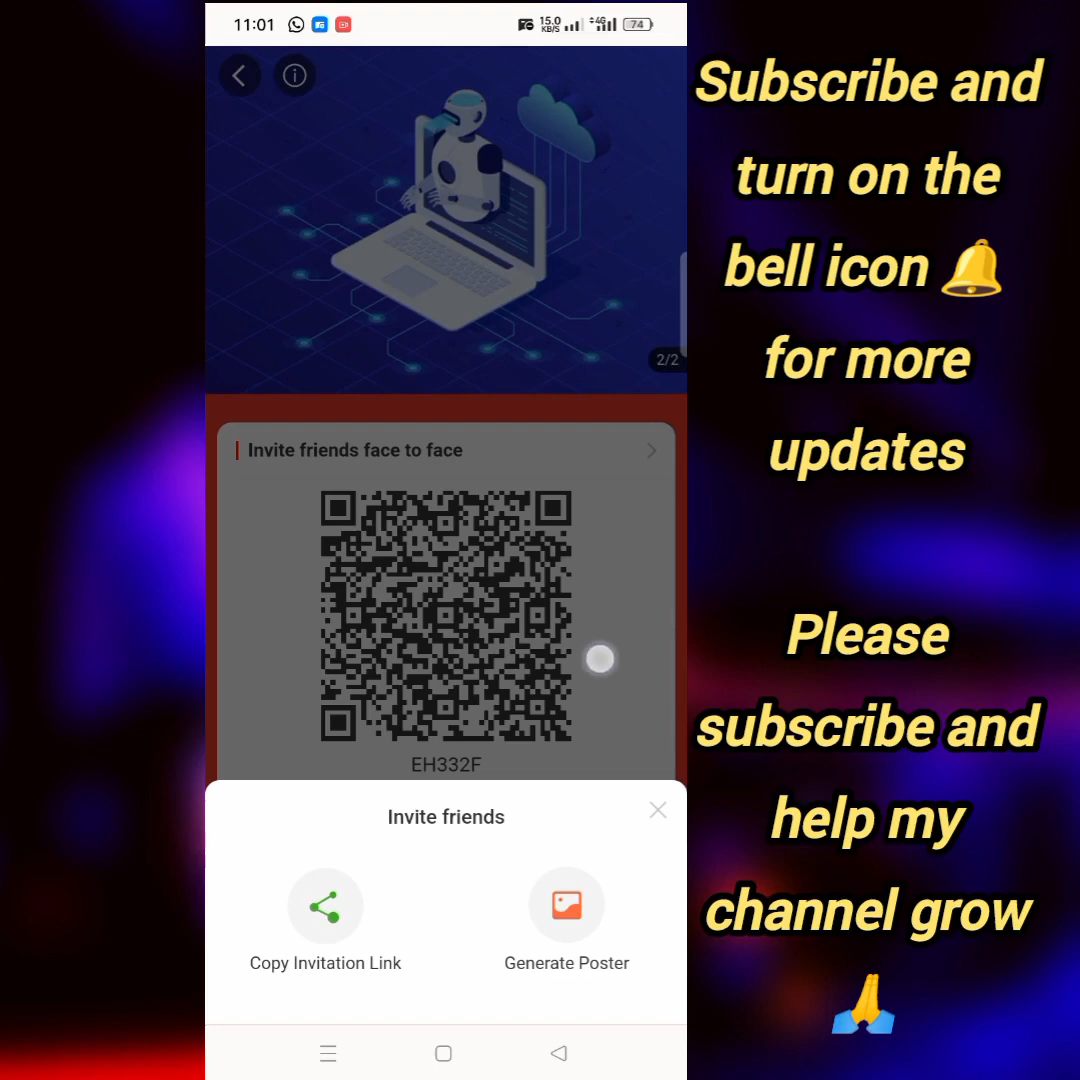 11:01
15.0
KB/S
4G
74
2/2
Invite friends face to face
EH332F
Invite friends
Copy Invitation Link
Generate Poster
Subscribe and
turn on the
bell icon 🔔
for more
updates
Please
subscribe and
help my
channel grow
🙏